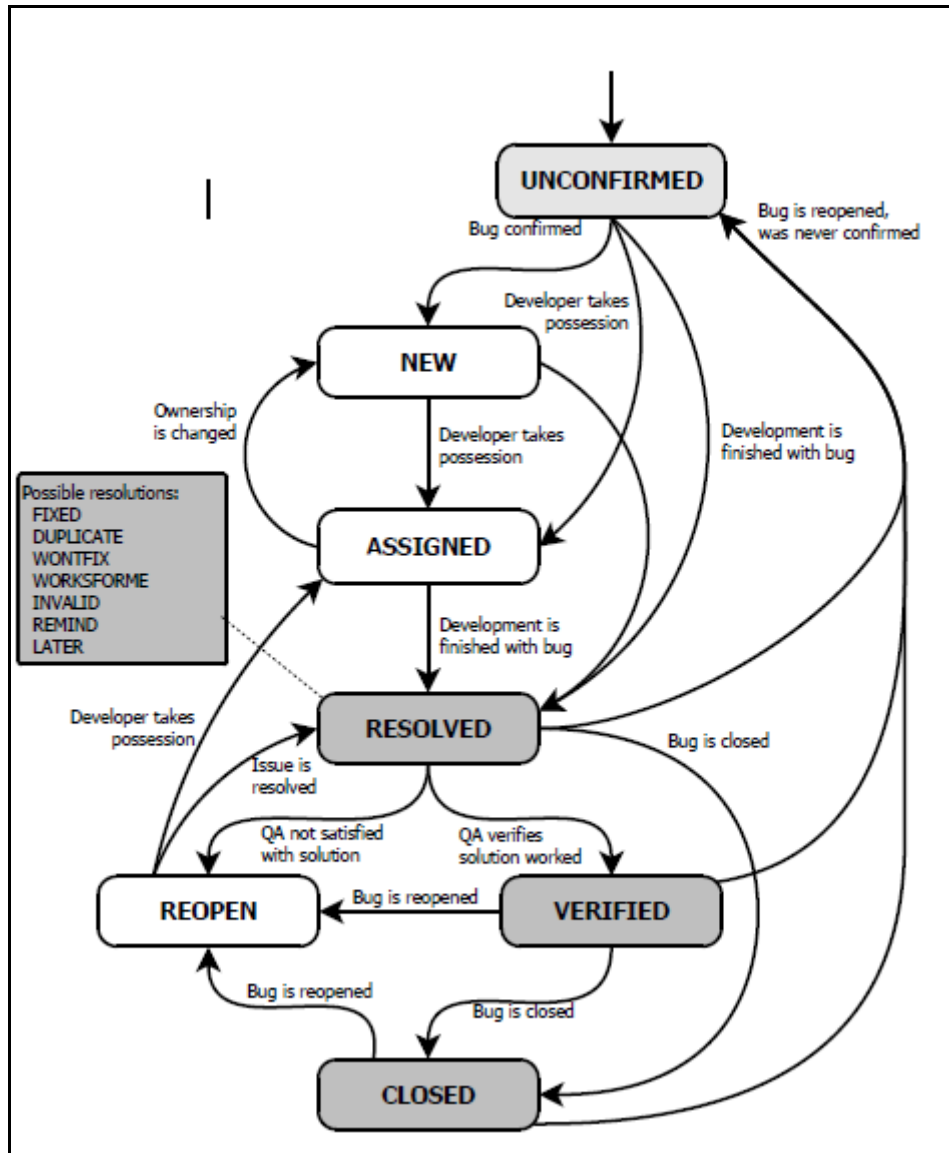 UNCONFIRMED
Bug is reopened,
was never confirmed
Bug confirmed
Developer takes
possession
NEW
Ownership
is changed
Developer takes
possession
Development is
finished with bug
Possible resolutions:
FIXED
DUPLICATE
WONTFIX
WORKSFORME
INVALID
REMIND
LATER
ASSIGNED
Development is
finished with bug
Developer takes
possession
RESOLVED
Bug is closed
Issue is
resolved
QA not satisfied
with solution
QA verifies
solution worked
REOPEN
Bug is reopened
VERIFIED
Bug is reopened
Bug is closed
CLOSED